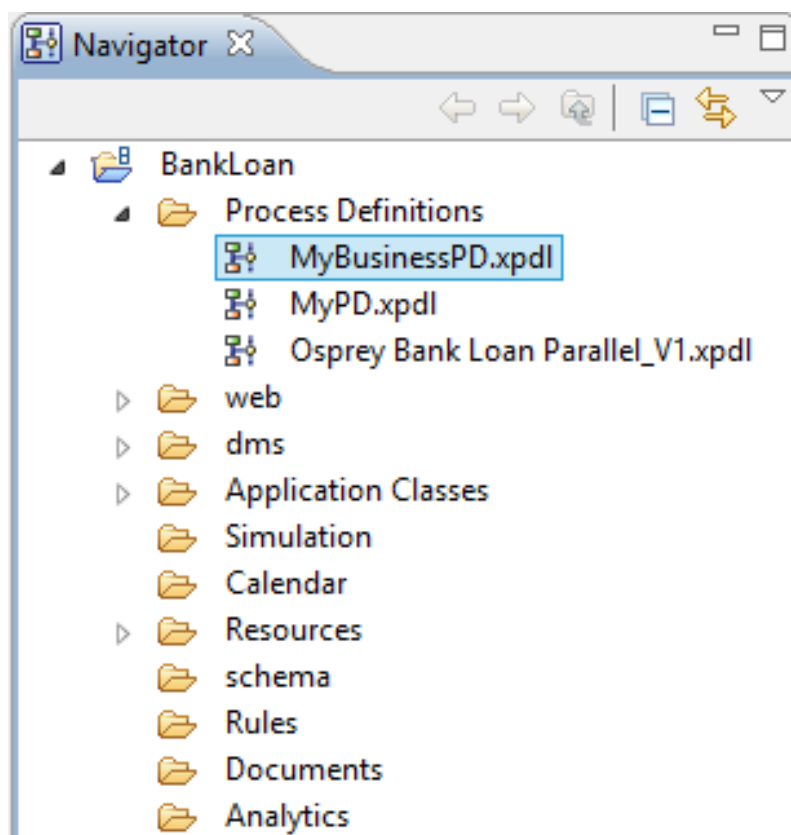 Navigator
BankLoan
Process Definitions
MyBusinessPD.xpdl
MyPD.xpdl
Osprey Bank Loan Parallel_V1.xpdl
web
dms
Application Classes
Simulation
Calendar
Resources
schema
Rules
Documents
Analytics